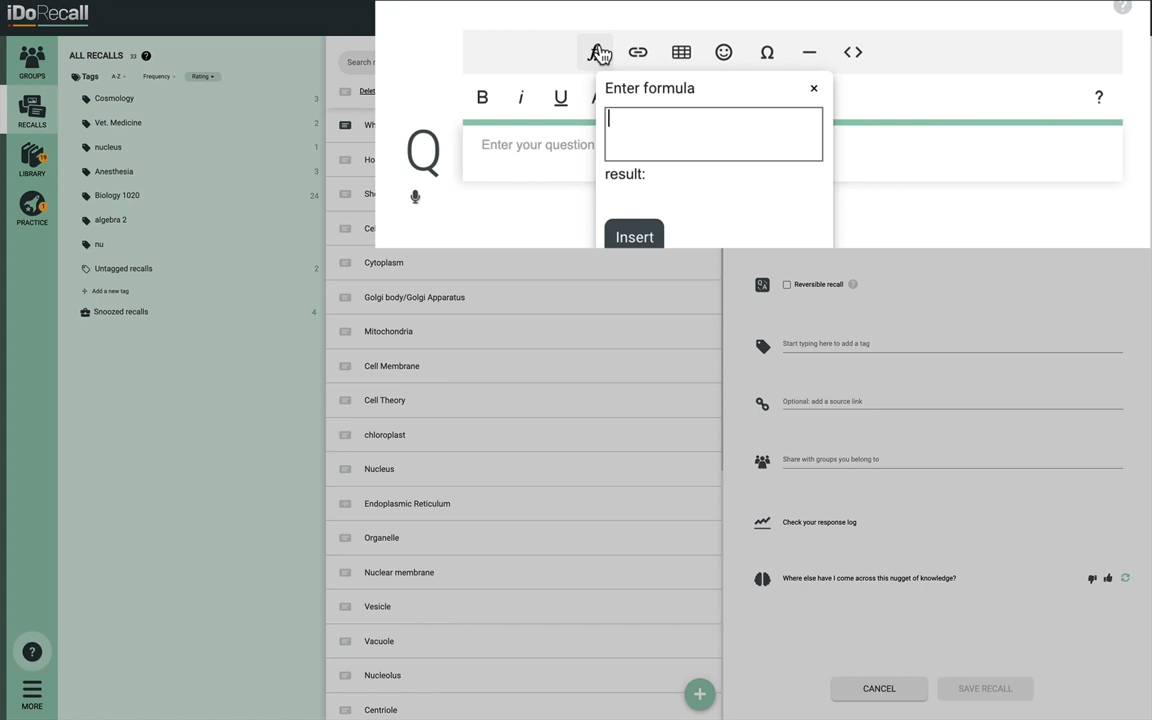 iDoRecall
?
GROUPS
RECALLS
19
LIBRARY
1
PRACTICE
?
MORE
ALL RECALLS 33 ?
Tags A-Z Frequency Rating
Cosmology 3
Vet. Medicine 2
nucleus 1
Anesthesia 3
Biology 1020 24
algebra 2
nu
Untagged recalls 2
+ Add a new tag
Snoozed recalls 4
Search
Cytoplasm
Golgi body/Golgi Apparatus
Mitochondria
Cell Membrane
Cell Theory
chloroplast
Nucleus
Endoplasmic Reticulum
Organelle
Nuclear membrane
Vesicle
Vacuole
Nucleolus
Centriole
+
Ω — <>
B i U ?
Q
Enter your question
Enter formula ×
result:
Insert
Q A
Reversible recall ?
Start typing here to add a tag
Optional: add a source link
Share with groups you belong to
Check your response log
Where else have I come across this nugget of knowledge?
CANCEL SAVE RECALL